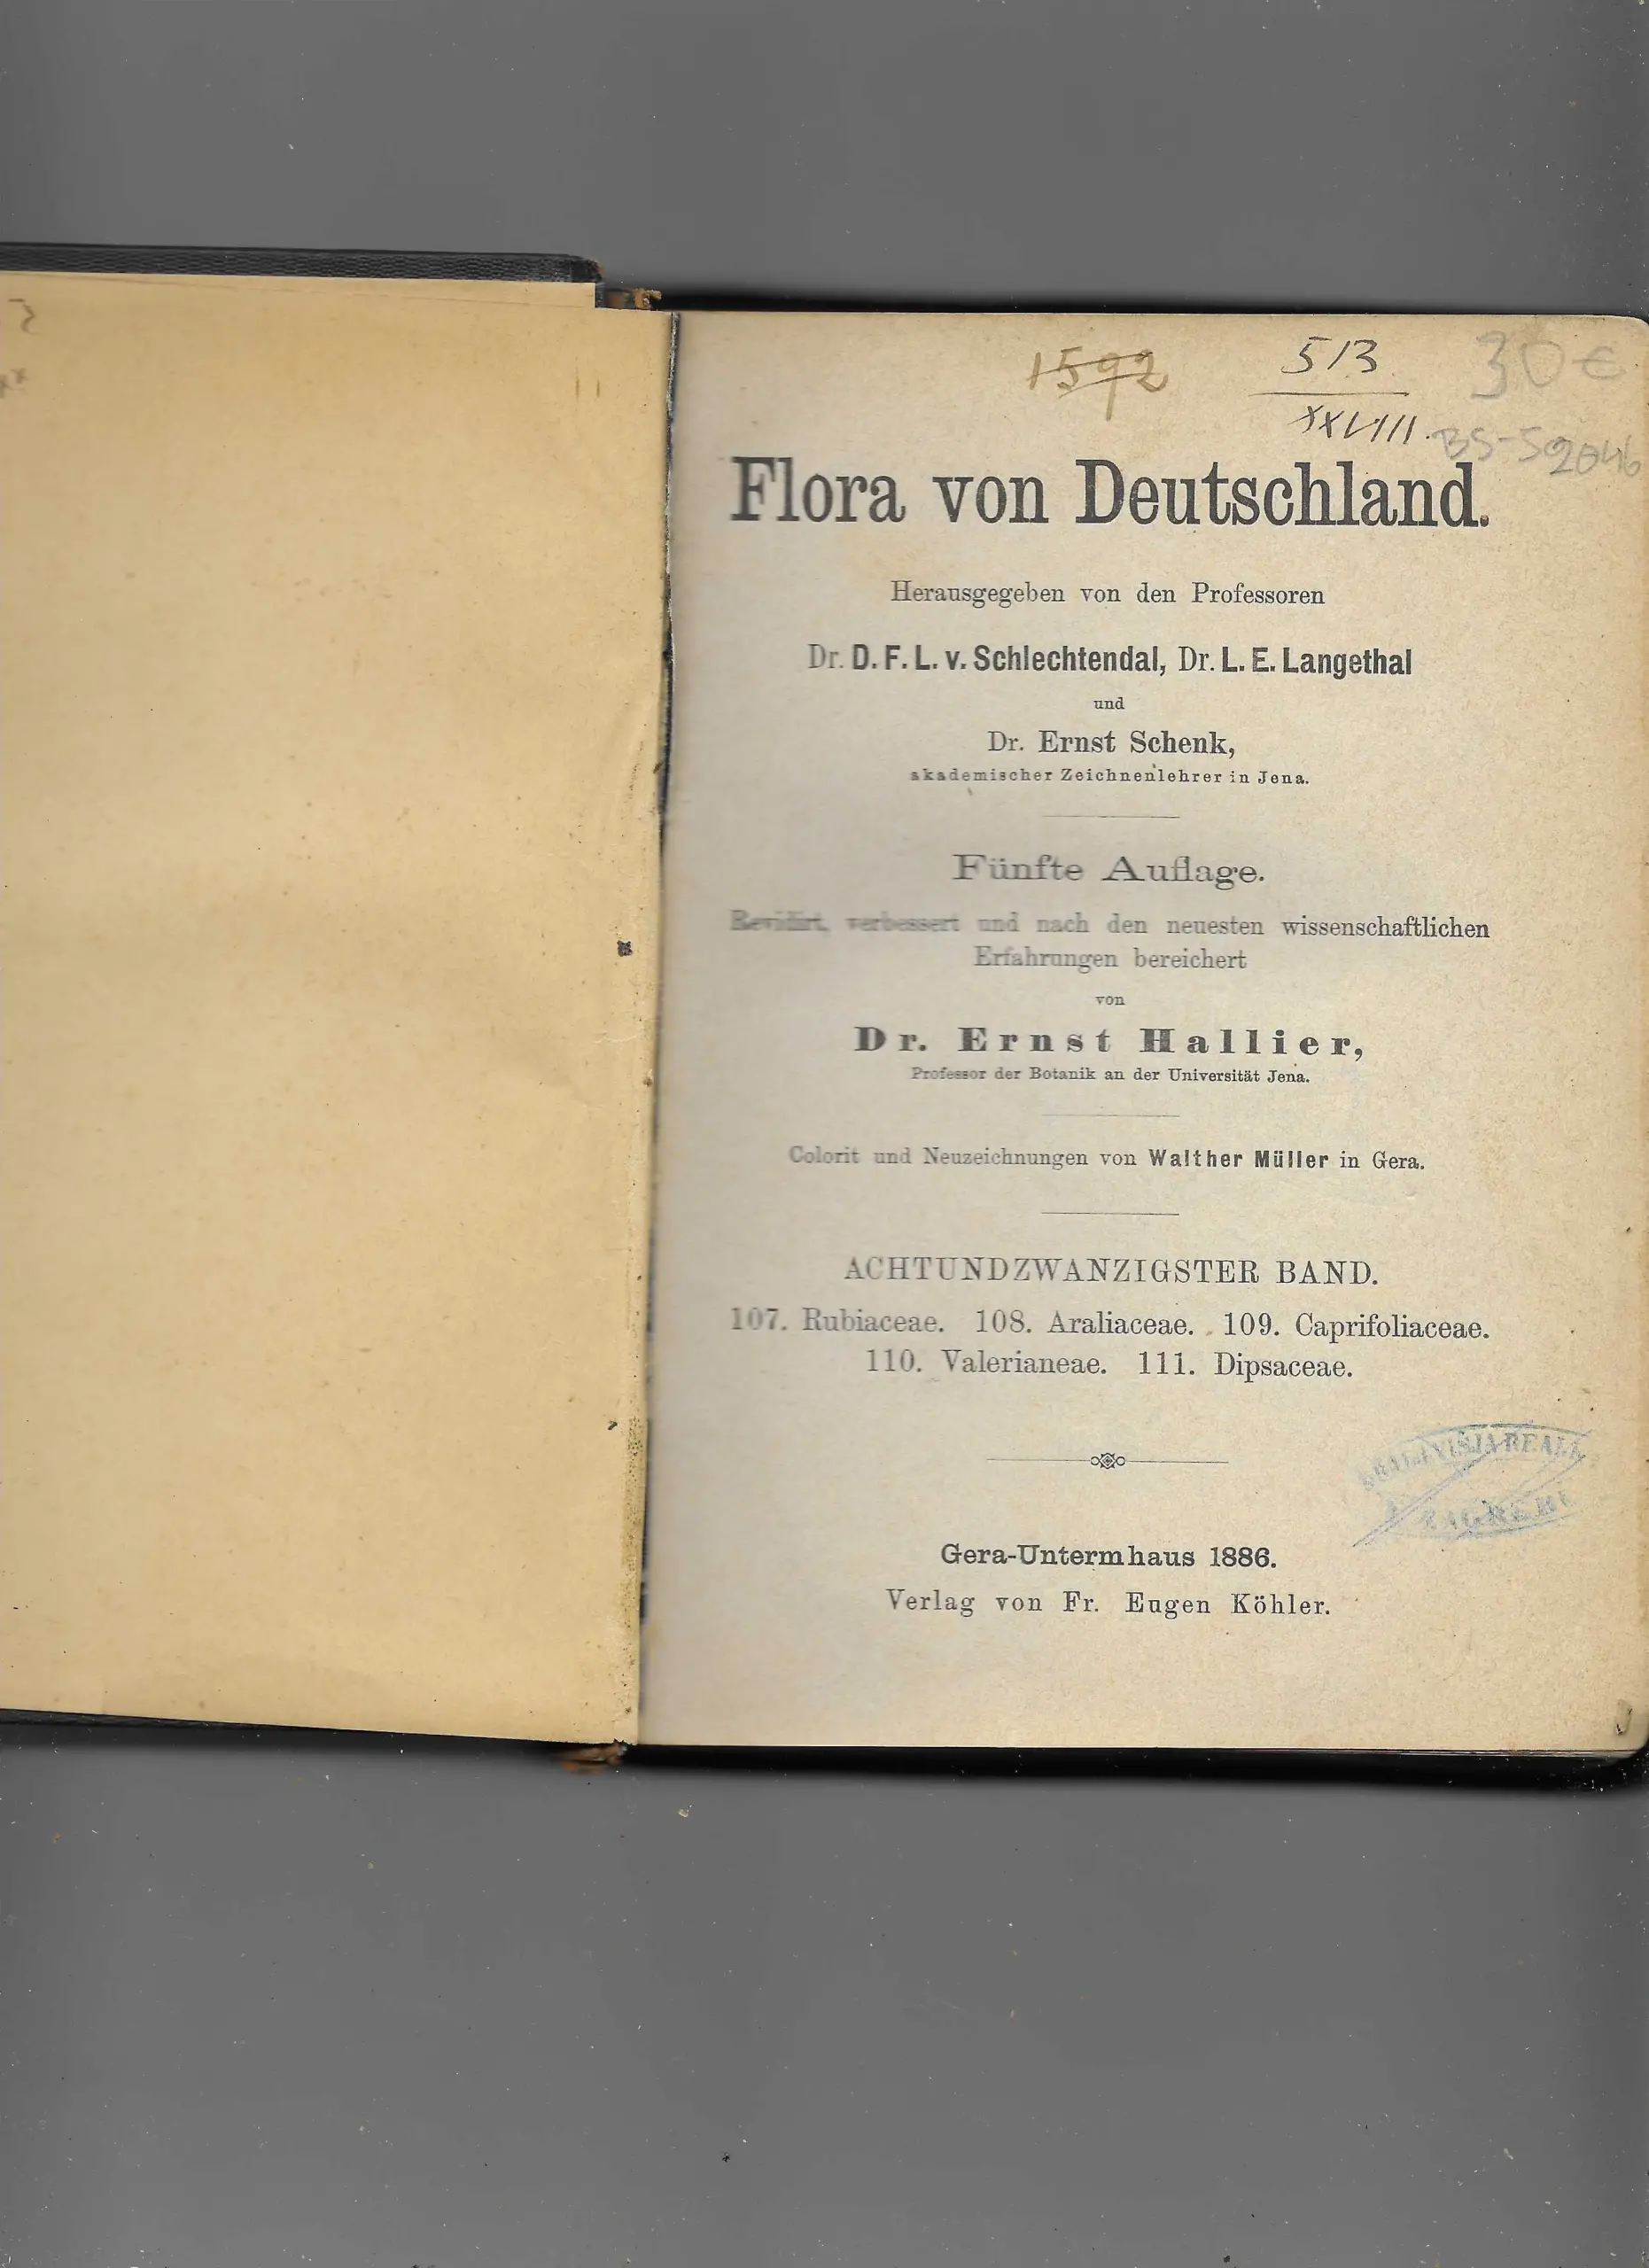 1592
513
XXVIII.
30 €
BS-S2046
Flora von Deutschland.
Herausgegeben von den Professoren
Dr. D. F. L. v. Schlechtendal, Dr. L. E. Langethal
und
Dr. Ernst Schenk,
akademischer Zeichnenlehrer in Jena.
Fünfte Auflage.
Revidirt, verbessert und nach den neuesten wissenschaftlichen
Erfahrungen bereichert
von
Dr. Ernst Hallier,
Professor der Botanik an der Universität Jena.
Colorit und Neuzeichnungen von Walther Müller in Gera.
ACHTUNDZWANZIGSTER BAND.
107. Rubiaceae. 108. Araliaceae. 109. Caprifoliaceae.
110. Valerianeae. 111. Dipsaceae.
Gera-Untermhaus 1886.
Verlag von Fr. Eugen Köhler.